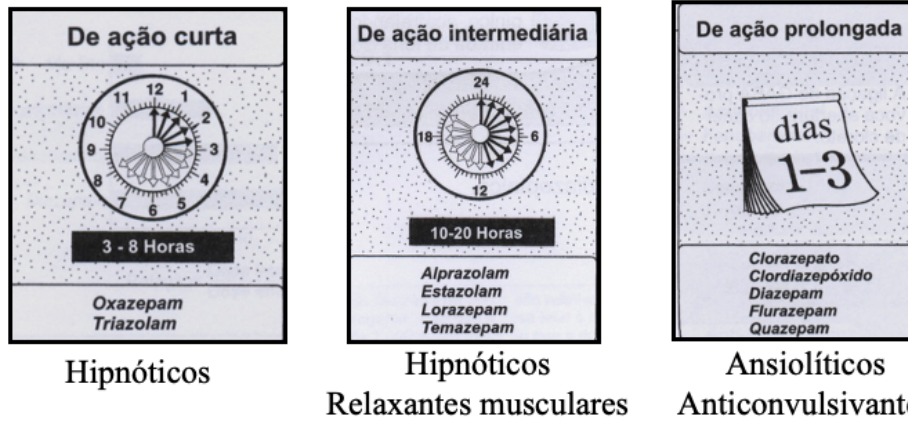 De ação curta
12
1
2
3
4
5
6
7
8
9
10
11
3 - 8 Horas
Oxazepam
Triazolam
Hipnóticos
De ação intermediária
24
6
12
18
10-20 Horas
Alprazolam
Estazolam
Lorazepam
Temazepam
Hipnóticos
Relaxantes musculares
De ação prolongada
dias
1-3
Clorazepato
Clordiazepóxido
Diazepam
Flurazepam
Quazepam
Ansiolíticos
Anticonvulsivante